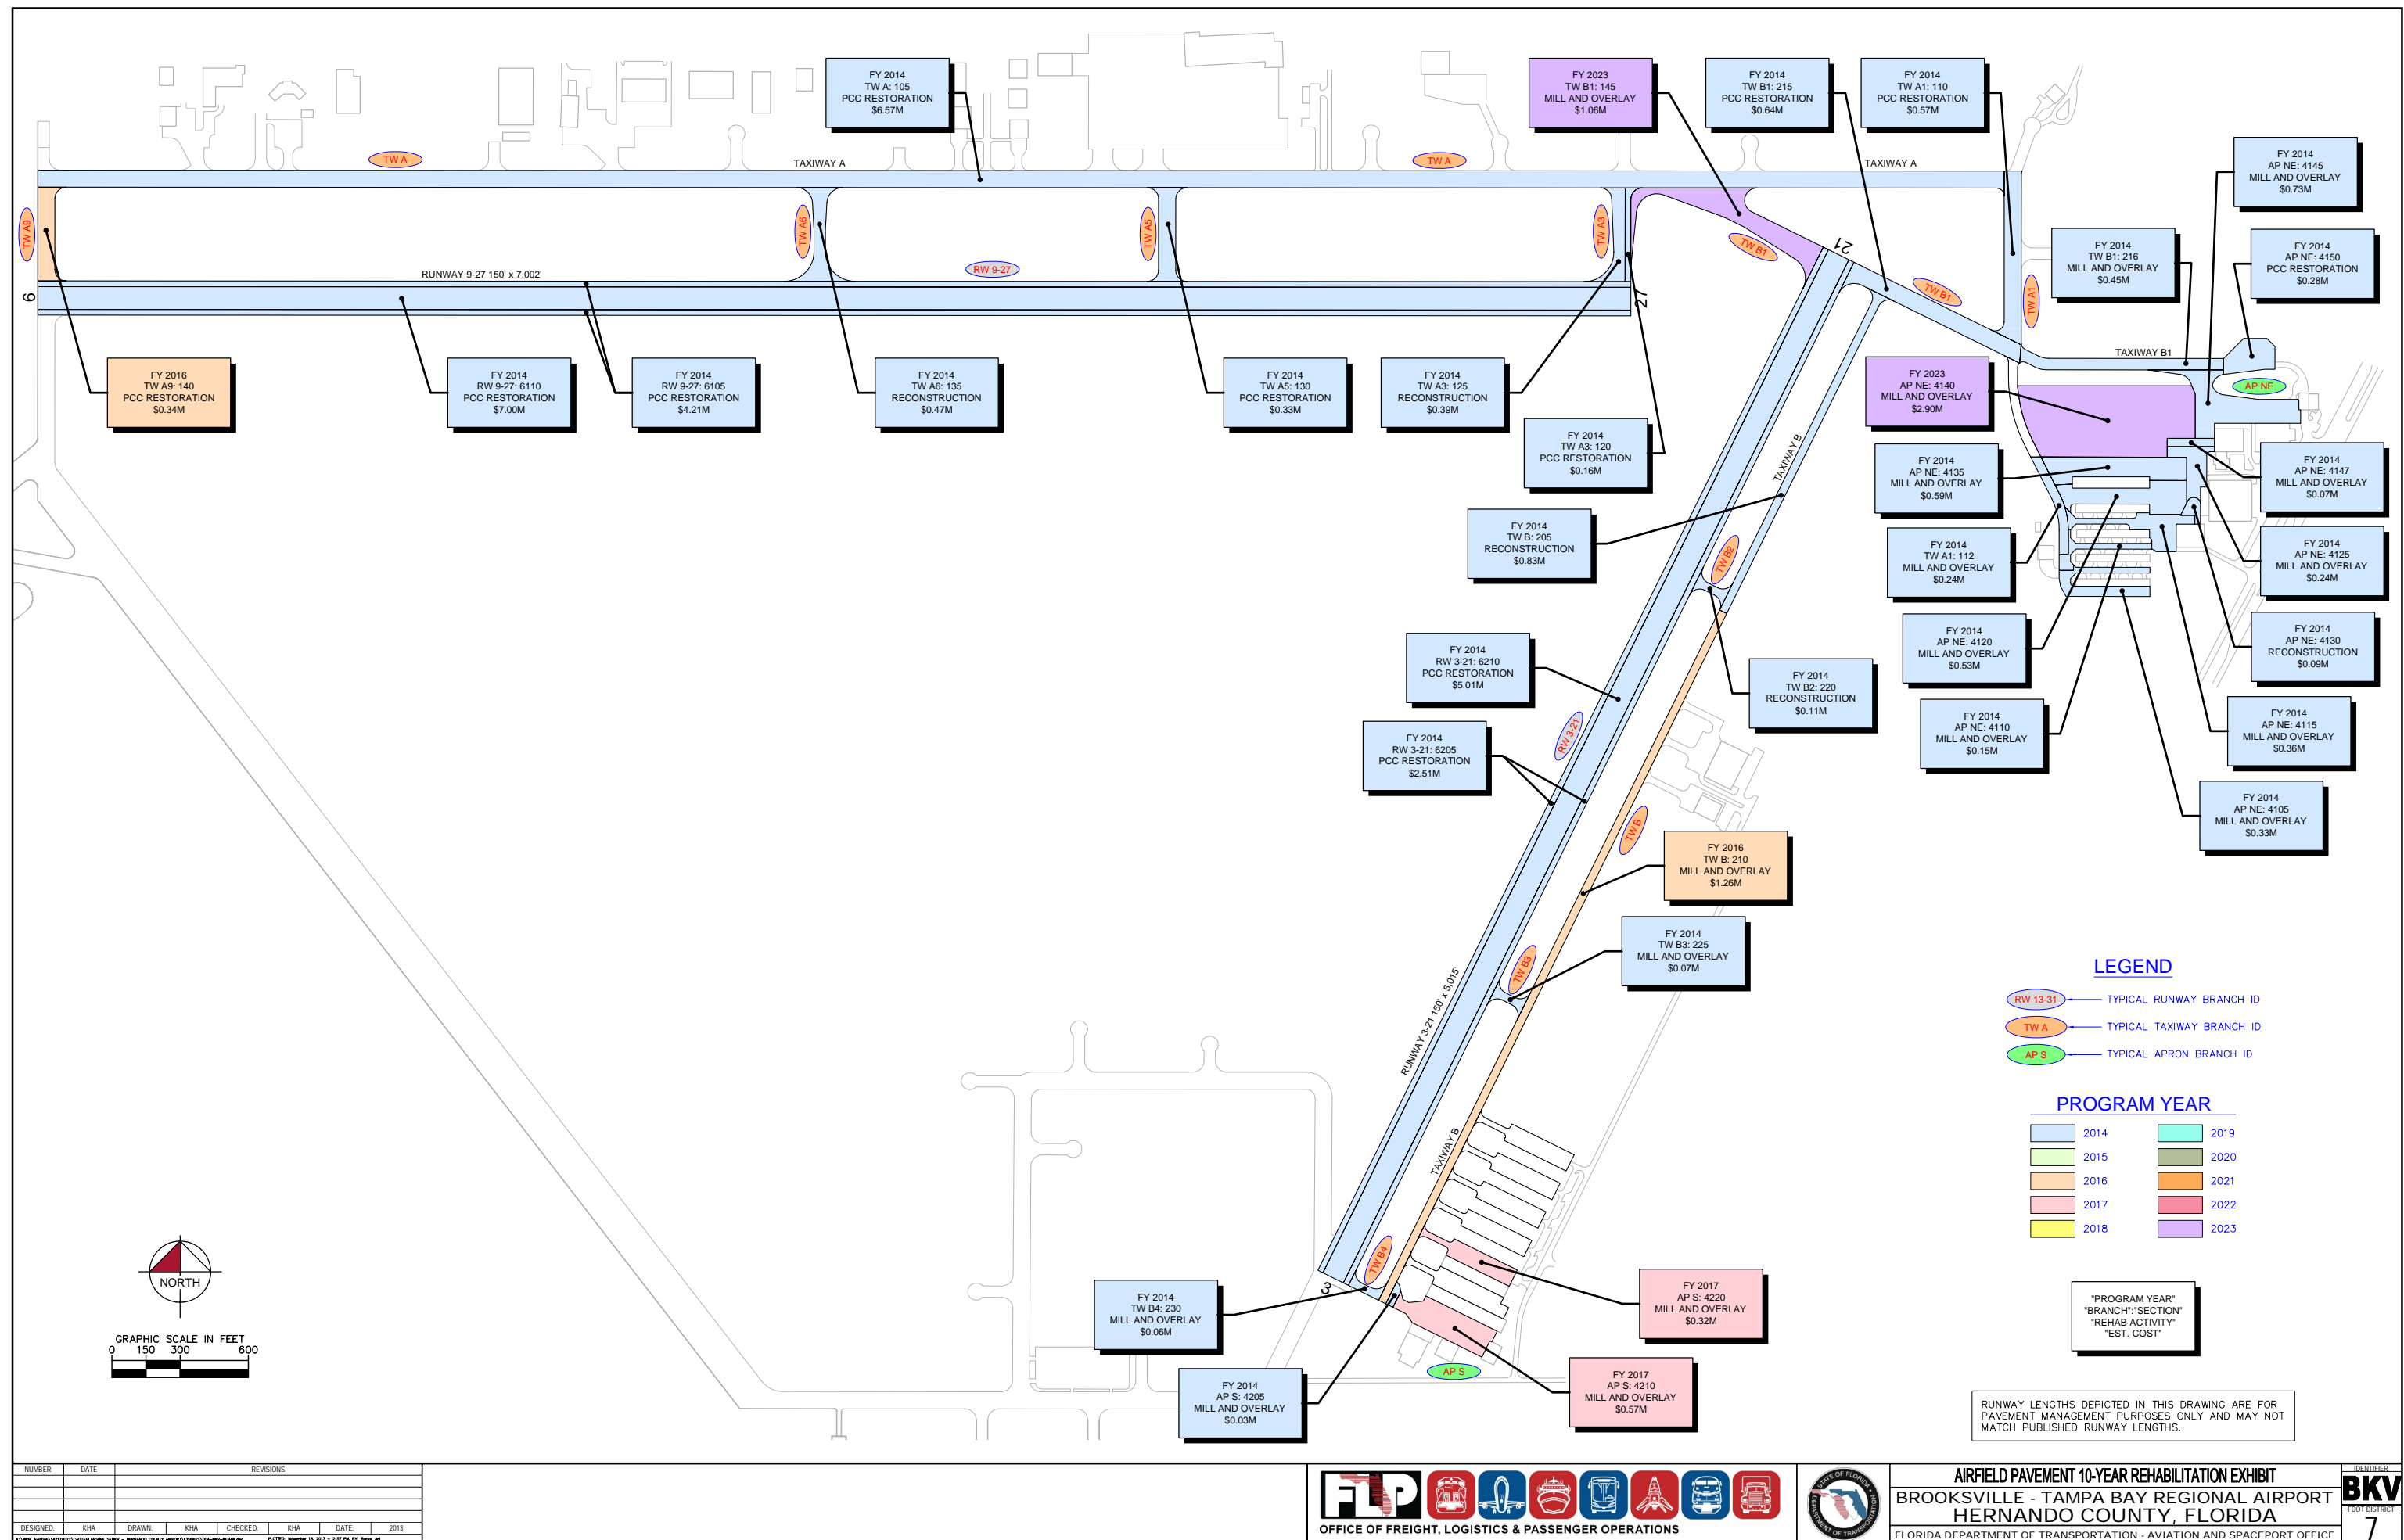 FY 2014
TW A: 105
PCC RESTORATION
$6.57M
FY 2023
TW B1: 145
MILL AND OVERLAY
$1.06M
FY 2014
TW B1: 215
PCC RESTORATION
$0.64M
FY 2014
TW A1: 110
PCC RESTORATION
$0.57M
FY 2014
AP NE: 4145
MILL AND OVERLAY
$0.73M
TW A
TAXIWAY A
TW A
TAXIWAY A
TW A9
TW A6
TW A5
TW A3
TW B1
21
FY 2014
TW B1: 216
MILL AND OVERLAY
$0.45M
FY 2014
AP NE: 4150
PCC RESTORATION
$0.28M
RUNWAY 9-27 150' x 7,002'
RW 9-27
9
27
TW B1
TW A1
TAXIWAY B1
AP NE
FY 2016
TW A9: 140
PCC RESTORATION
$0.34M
FY 2014
RW 9-27: 6110
PCC RESTORATION
$7.00M
FY 2014
RW 9-27: 6105
PCC RESTORATION
$4.21M
FY 2014
TW A6: 135
RECONSTRUCTION
$0.47M
FY 2014
TW A5: 130
PCC RESTORATION
$0.33M
FY 2014
TW A3: 125
RECONSTRUCTION
$0.39M
FY 2023
AP NE: 4140
MILL AND OVERLAY
$2.90M
FY 2014
TW A3: 120
PCC RESTORATION
$0.16M
TAXIWAY B
FY 2014
AP NE: 4135
MILL AND OVERLAY
$0.59M
FY 2014
AP NE: 4147
MILL AND OVERLAY
$0.07M
FY 2014
TW B: 205
RECONSTRUCTION
$0.83M
TW B2
FY 2014
TW A1: 112
MILL AND OVERLAY
$0.24M
FY 2014
AP NE: 4125
MILL AND OVERLAY
$0.24M
FY 2014
AP NE: 4120
MILL AND OVERLAY
$0.53M
FY 2014
AP NE: 4130
RECONSTRUCTION
$0.09M
FY 2014
RW 3-21: 6210
PCC RESTORATION
$5.01M
FY 2014
TW B2: 220
RECONSTRUCTION
$0.11M
FY 2014
AP NE: 4110
MILL AND OVERLAY
$0.15M
FY 2014
AP NE: 4115
MILL AND OVERLAY
$0.36M
RW 3-21
FY 2014
RW 3-21: 6205
PCC RESTORATION
$2.51M
FY 2014
AP NE: 4105
MILL AND OVERLAY
$0.33M
TW B
FY 2016
TW B: 210
MILL AND OVERLAY
$1.26M
FY 2014
TW B3: 225
MILL AND OVERLAY
$0.07M
TW B3
RUNWAY 3-21 150' x 5,015'
TAXIWAY B
LEGEND
RW 13-31 TYPICAL RUNWAY BRANCH ID
TW A TYPICAL TAXIWAY BRANCH ID
AP S TYPICAL APRON BRANCH ID
PROGRAM YEAR
2014 2019
2015 2020
2016 2021
2017 2022
2018 2023
TW B4
3
FY 2014
TW B4: 230
MILL AND OVERLAY
$0.06M
FY 2017
AP S: 4220
MILL AND OVERLAY
$0.32M
"PROGRAM YEAR"
"BRANCH":"SECTION"
"REHAB ACTIVITY"
"EST. COST"
FY 2014
AP S: 4205
MILL AND OVERLAY
$0.03M
AP S
FY 2017
AP S: 4210
MILL AND OVERLAY
$0.57M
NORTH
GRAPHIC SCALE IN FEET
0 150 300 600
RUNWAY LENGTHS DEPICTED IN THIS DRAWING ARE FOR
PAVEMENT MANAGEMENT PURPOSES ONLY AND MAY NOT
MATCH PUBLISHED RUNWAY LENGTHS.
NUMBER DATE REVISIONS
DESIGNED: KHA DRAWN: KHA CHECKED: KHA DATE: 2013
FLP
OFFICE OF FREIGHT, LOGISTICS & PASSENGER OPERATIONS
STATE OF FLORIDA
DEPARTMENT OF TRANSPORTATION
AIRFIELD PAVEMENT 10-YEAR REHABILITATION EXHIBIT
BROOKSVILLE - TAMPA BAY REGIONAL AIRPORT
HERNANDO COUNTY, FLORIDA
FLORIDA DEPARTMENT OF TRANSPORTATION - AVIATION AND SPACEPORT OFFICE
IDENTIFIER
BKV
FDOT DISTRICT
7